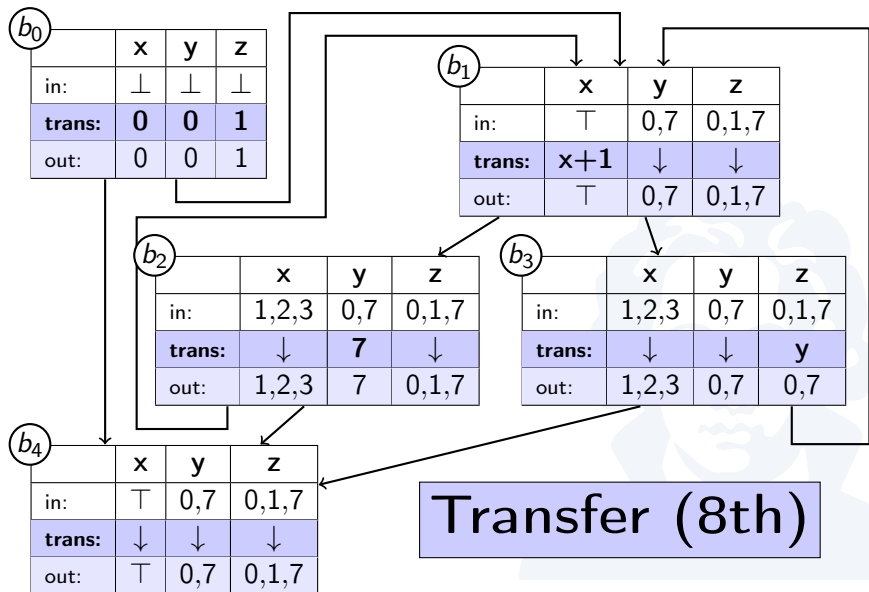 b0
x y z
in: ⊥ ⊥ ⊥
trans: 0 0 1
out: 0 0 1
b1
x y z
in: ⊤ 0,7 0,1,7
trans: x+1 ↓ ↓
out: ⊤ 0,7 0,1,7
b2
x y z
in: 1,2,3 0,7 0,1,7
trans: ↓ 7 ↓
out: 1,2,3 7 0,1,7
b3
x y z
in: 1,2,3 0,7 0,1,7
trans: ↓ ↓ y
out: 1,2,3 0,7 0,7
b4
x y z
in: ⊤ 0,7 0,1,7
trans: ↓ ↓ ↓
out: ⊤ 0,7 0,1,7
Transfer (8th)